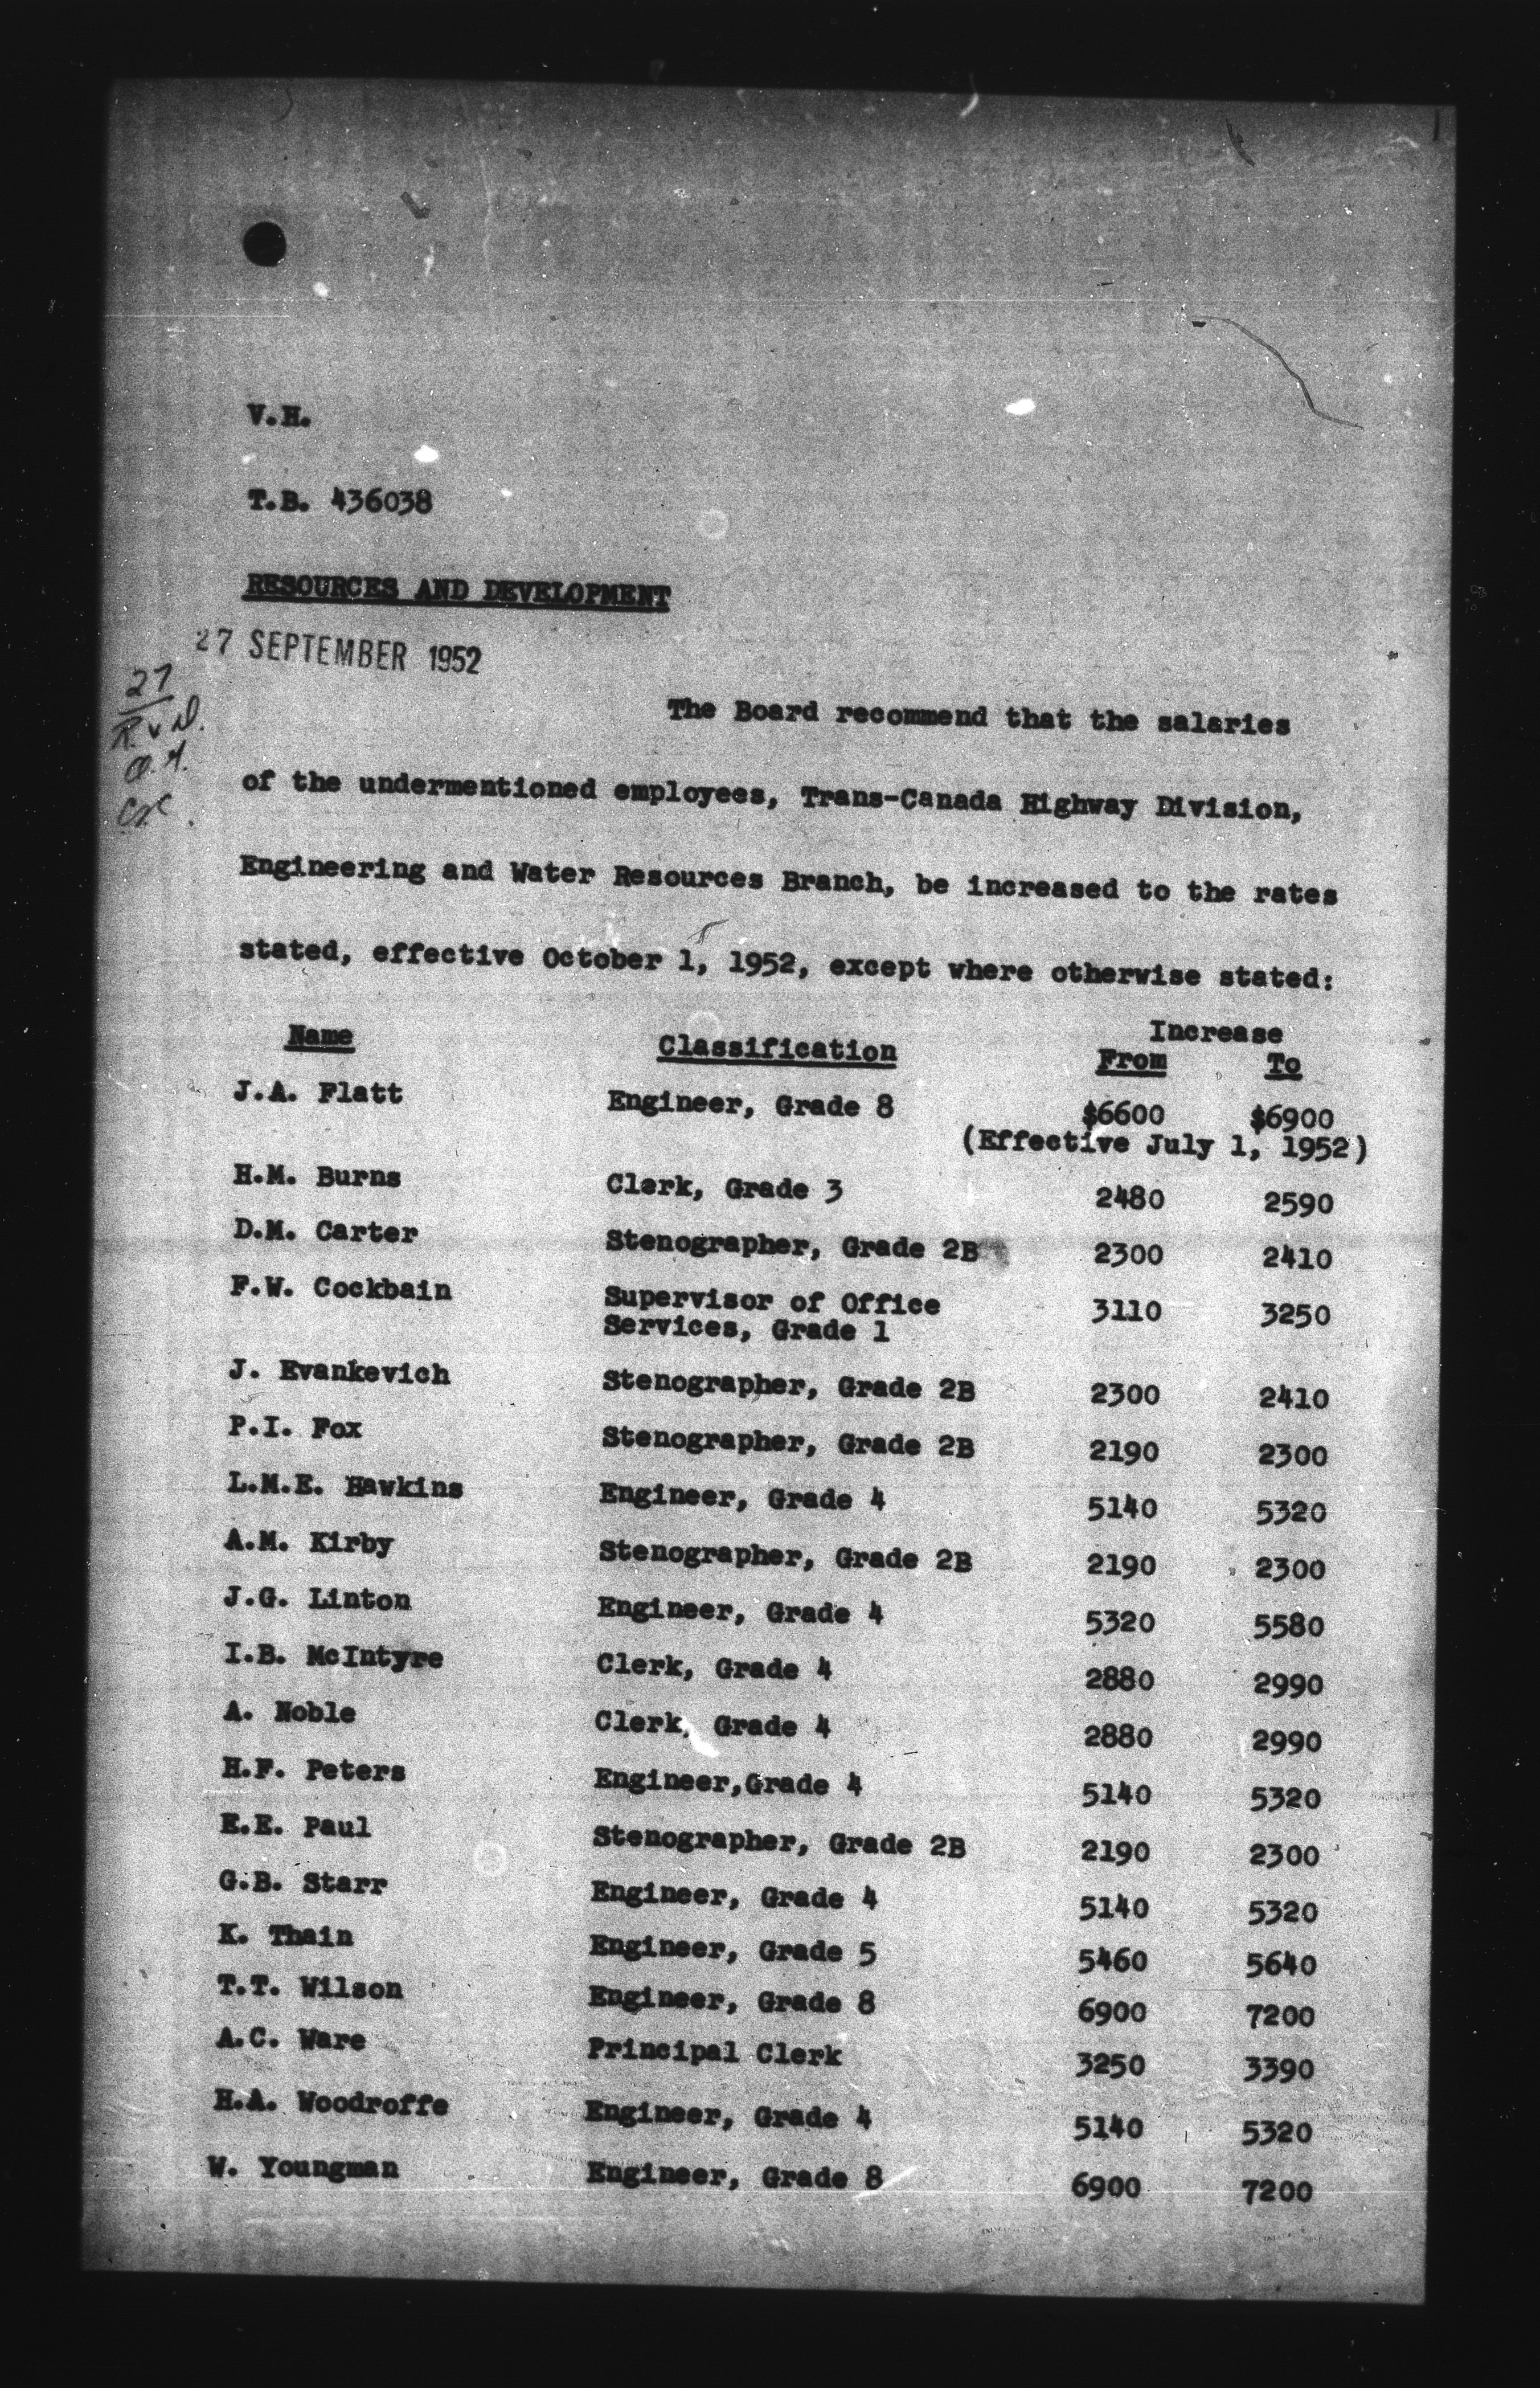 V.H.
T.B. 436038
RESOURCES AND DEVELOPMENT
27 SEPTEMBER 1952
27
The Board recommend that the salaries
of the undermentioned employees, Trans-Canada Highway Division,
Engineering and Water Resources Branch, be increased to the rates
stated, effective October 1, 1952, except where otherwise stated:
Increase
Name Classification From To
J.A. Flatt Engineer, Grade 8 $6600 $6900
(Effective July 1, 1952)
H.M. Burns Clerk, Grade 3 2480 2590
D.M. Carter Stenographer, Grade 2B 2300 2410
F.W. Cockbain Supervisor of Office 3110 3250
Services, Grade 1
J. Evankevich Stenographer, Grade 2B 2300 2410
P.I. Fox Stenographer, Grade 2B 2190 2300
L.M.E. Hawkins Engineer, Grade 4 5140 5320
A.M. Kirby Stenographer, Grade 2B 2190 2300
J.G. Linton Engineer, Grade 4 5320 5580
I.B. McIntyre Clerk, Grade 4 2880 2990
A. Noble Clerk, Grade 4 2880 2990
H.F. Peters Engineer,Grade 4 5140 5320
E.E. Paul Stenographer, Grade 2B 2190 2300
G.B. Starr Engineer, Grade 4 5140 5320
K. Thain Engineer, Grade 5 5460 5640
T.T. Wilson Engineer, Grade 8 6900 7200
A.C. Ware Principal Clerk 3250 3390
H.A. Woodroffe Engineer, Grade 4 5140 5320
W. Youngman Engineer, Grade 8 6900 7200